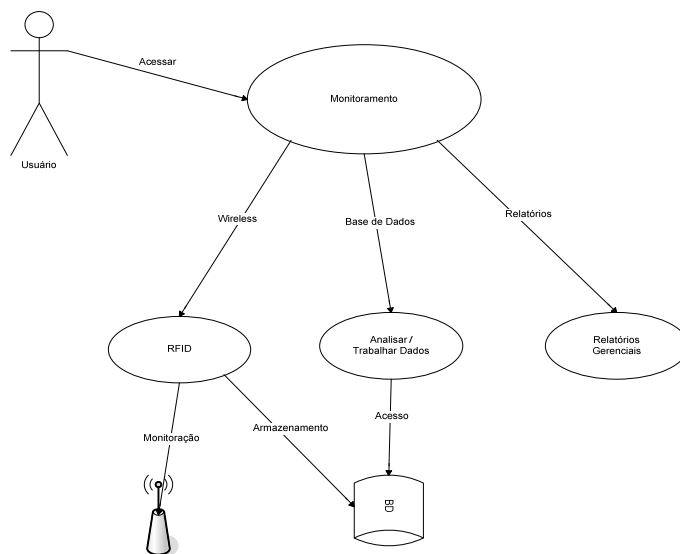 Acessar
Monitoramento
Usuário
Wireless
Base de Dados
Relatórios
RFID
Analisar /
Trabalhar Dados
Relatórios
Gerenciais
Monitoração
Armazenamento
Acesso
BD